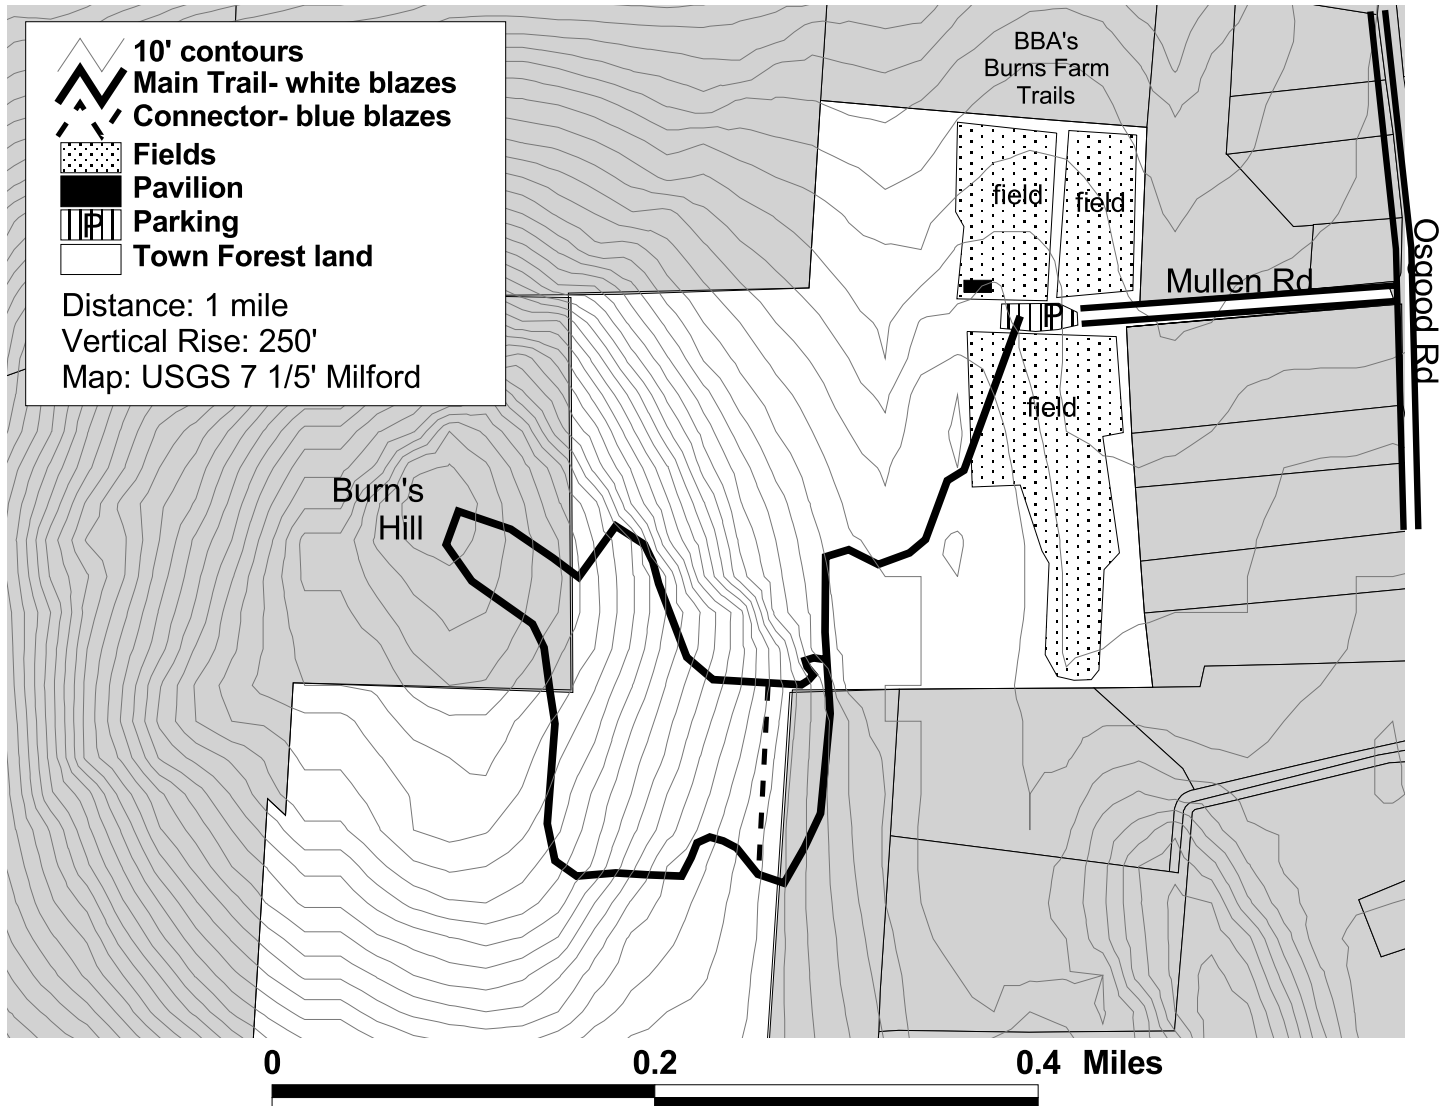 10' contours
Main Trail- white blazes
Connector- blue blazes
Fields
Pavilion
P Parking
Town Forest land
Distance: 1 mile
Vertical Rise: 250'
Map: USGS 7 1/5' Milford
BBA's
Burns Farm
Trails
field
field
Mullen Rd
Osgood Rd
P
field
Burn's
Hill
0 0.2 0.4 Miles